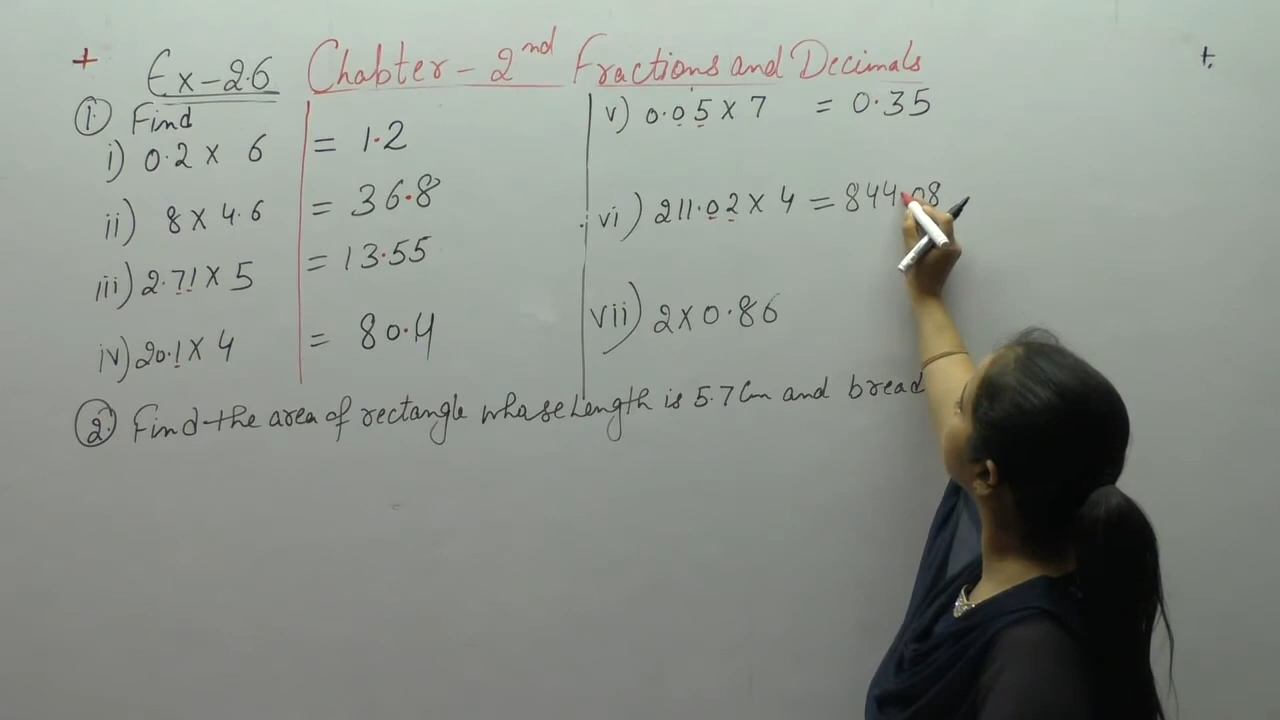 Ex-2.6 Chabter - 2nd Fractions and Decimals
① Find
i) 0.2 x 6 = 1.2
ii) 8 x 4.6 = 36.8
iii) 2.71 x 5 = 13.55
iv) 20.1 x 4 = 80.4
v) 0.05 x 7 = 0.35
vi) 211.02 x 4 = 844.08
vii) 2 x 0.86
② Find the area of rectangle whose length is 5.7 Cm and bread